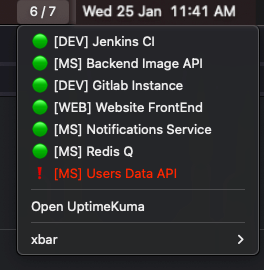 6 / 7 Wed 25 Jan 11:41 AM
[DEV] Jenkins CI
[MS] Backend Image API
[DEV] Gitlab Instance
[WEB] Website FrontEnd
[MS] Notifications Service
[MS] Redis Q
[MS] Users Data API
Open UptimeKuma
xbar